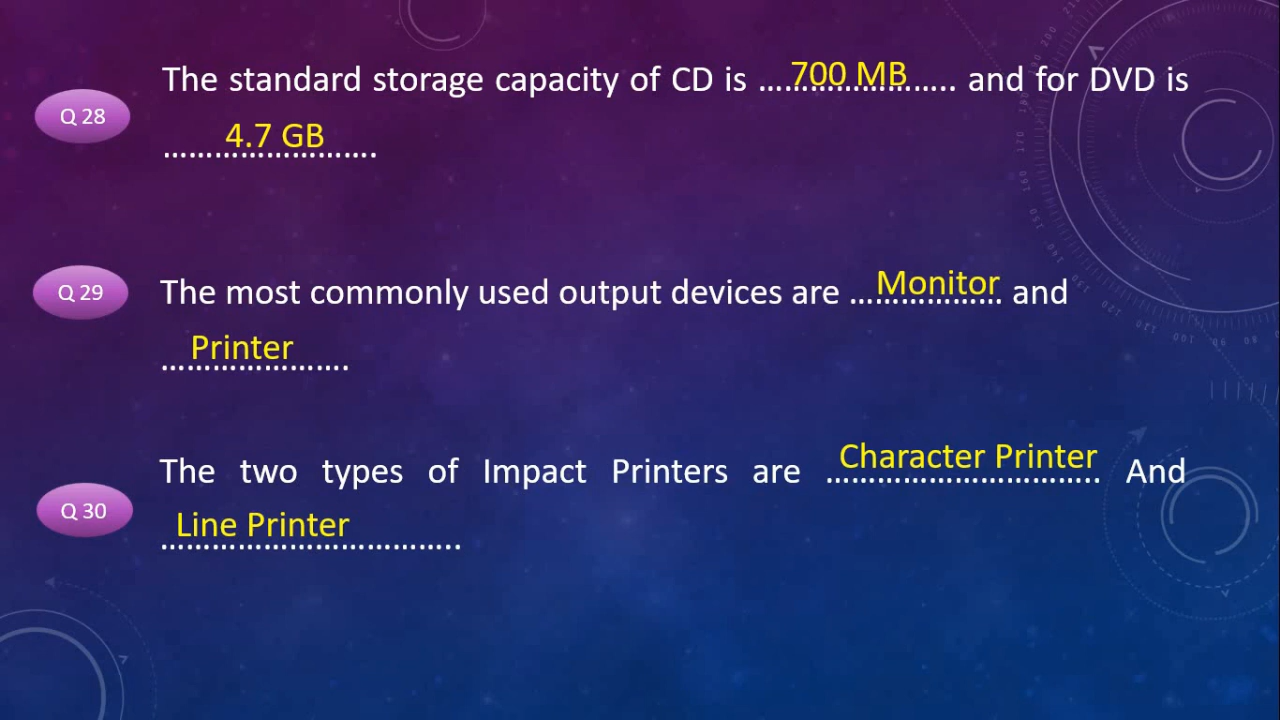 The standard storage capacity of CD is ….700 MB….. and for DVD is
Q 28
4.7 GB
…………………….
Q 29
The most commonly used output devices are …Monitor… and
Printer
………………….
The two types of Impact Printers are Character Printer And
Q 30
Line Printer
……………………………..